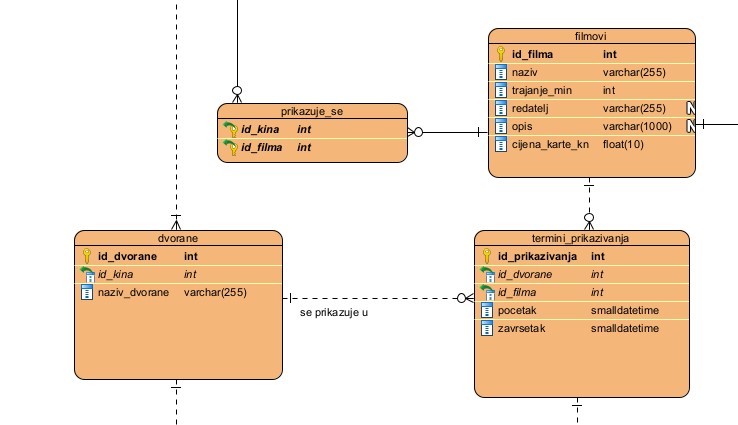 filmovi
id_filma int
naziv varchar(255)
trajanje_min int
redatelj varchar(255) N
opis varchar(1000) N
cijena_karte_kn float(10)
prikazuje_se
id_kina int
id_filma int
dvorane
id_dvorane int
id_kina int
naziv_dvorane varchar(255)
se prikazuje u
termini_prikazivanja
id_prikazivanja int
id_dvorane int
id_filma int
pocetak smalldatetime
zavrsetak smalldatetime